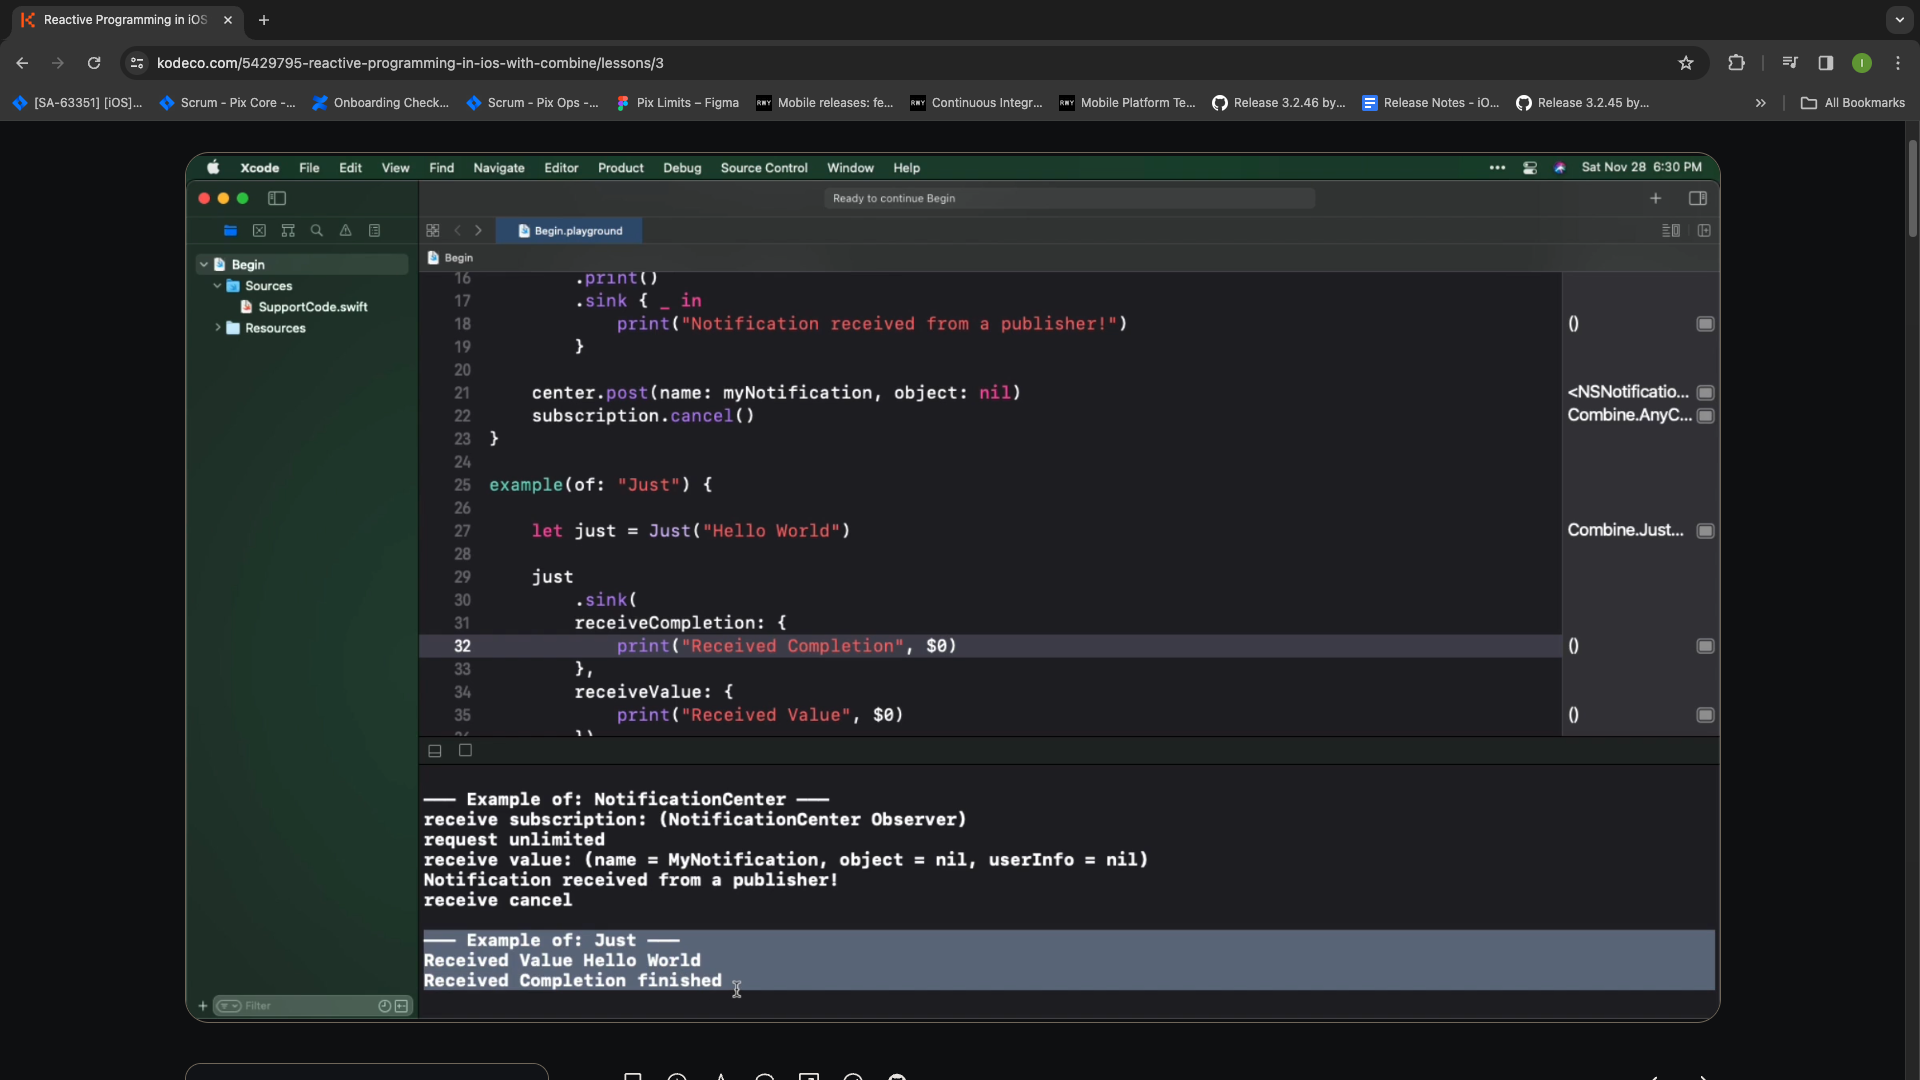 Reactive Programming in iOS
kodeco.com/5429795-reactive-programming-in-ios-with-combine/lessons/3
I
[SA-63351] [iOS]...
Scrum - Pix Core -...
Onboarding Check...
Scrum - Pix Ops -...
Pix Limits – Figma
RWY Mobile releases: fe...
RWY Continuous Integr...
RWY Mobile Platform Te...
Release 3.2.46 by...
Release Notes - iO...
Release 3.2.45 by...
»
All Bookmarks
Xcode File Edit View Find Navigate Editor Product Debug Source Control Window Help
Sat Nov 28 6:30 PM
Ready to continue Begin
Begin.playground
Begin
Begin
Sources
SupportCode.swift
Resources
16 .print()
17 .sink { _ in
18 print("Notification received from a publisher!") ()
19 }
20
21 center.post(name: myNotification, object: nil) <NSNotificatio...
22 subscription.cancel() Combine.AnyC...
23 }
24
25 example(of: "Just") {
26
27 let just = Just("Hello World") Combine.Just...
28
29 just
30 .sink(
31 receiveCompletion: {
32 print("Received Completion", $0) ()
33 },
34 receiveValue: {
35 print("Received Value", $0) ()
—— Example of: NotificationCenter ——
receive subscription: (NotificationCenter Observer)
request unlimited
receive value: (name = MyNotification, object = nil, userInfo = nil)
Notification received from a publisher!
receive cancel
—— Example of: Just ——
Received Value Hello World
Received Completion finished
Filter